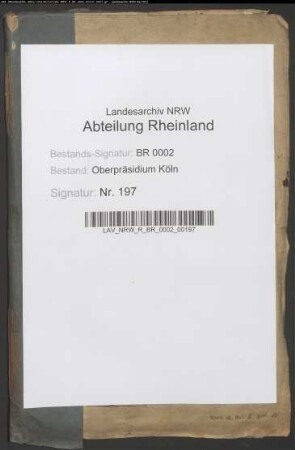 Landesarchiv NRW
Abteilung Rheinland
Bestands-Signatur: BR 0002
Bestand: Oberpräsidium Köln
Signatur: Nr. 197
LAV_NRW_R_BR_0002_00197